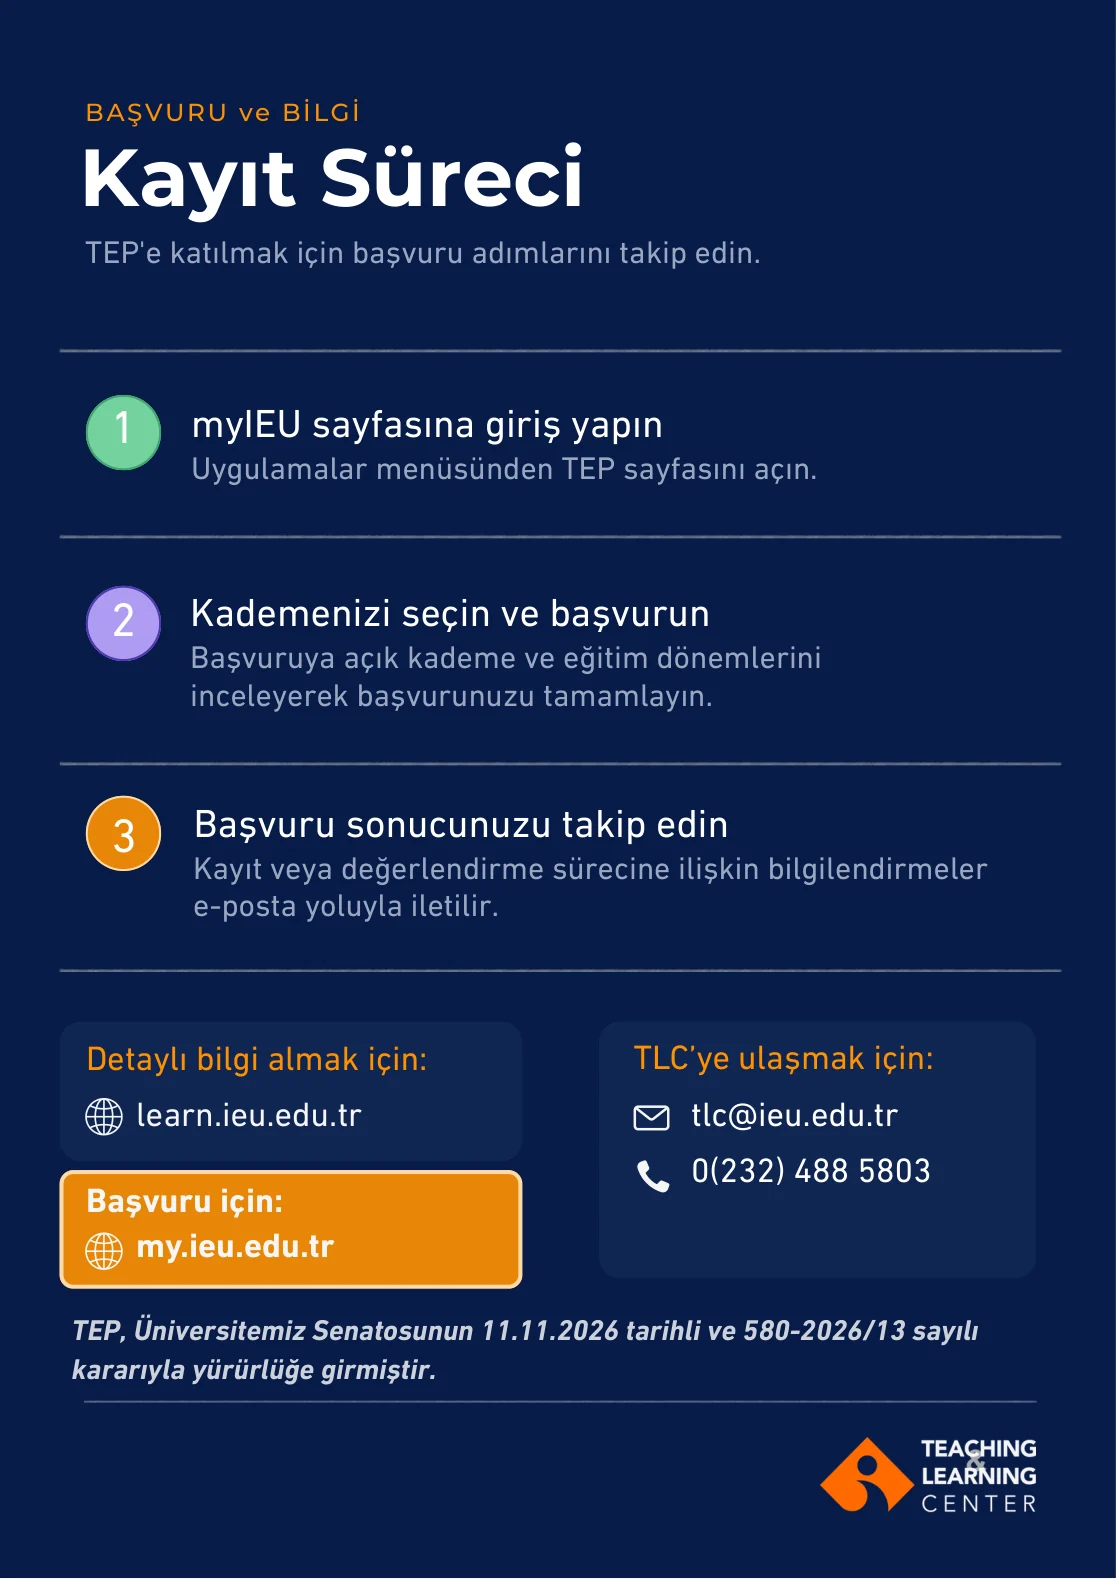 BAŞVURU ve BİLGİ
Kayıt Süreci
TEP'e katılmak için başvuru adımlarını takip edin.
1
myIEU sayfasına giriş yapın
Uygulamalar menüsünden TEP sayfasını açın.
2
Kademenizi seçin ve başvurun
Başvuruya açık kademe ve eğitim dönemlerini
inceleyerek başvurunuzu tamamlayın.
3
Başvuru sonucunuzu takip edin
Kayıt veya değerlendirme sürecine ilişkin bilgilendirmeler
e-posta yoluyla iletilir.
Detaylı bilgi almak için:
learn.ieu.edu.tr
Başvuru için:
my.ieu.edu.tr
TLC’ye ulaşmak için:
tlc@ieu.edu.tr
0(232) 488 5803
TEP, Üniversitemiz Senatosunun 11.11.2026 tarihli ve 580-2026/13 sayılı
kararıyla yürürlüğe girmiştir.
TEACHING
&
LEARNING
CENTER